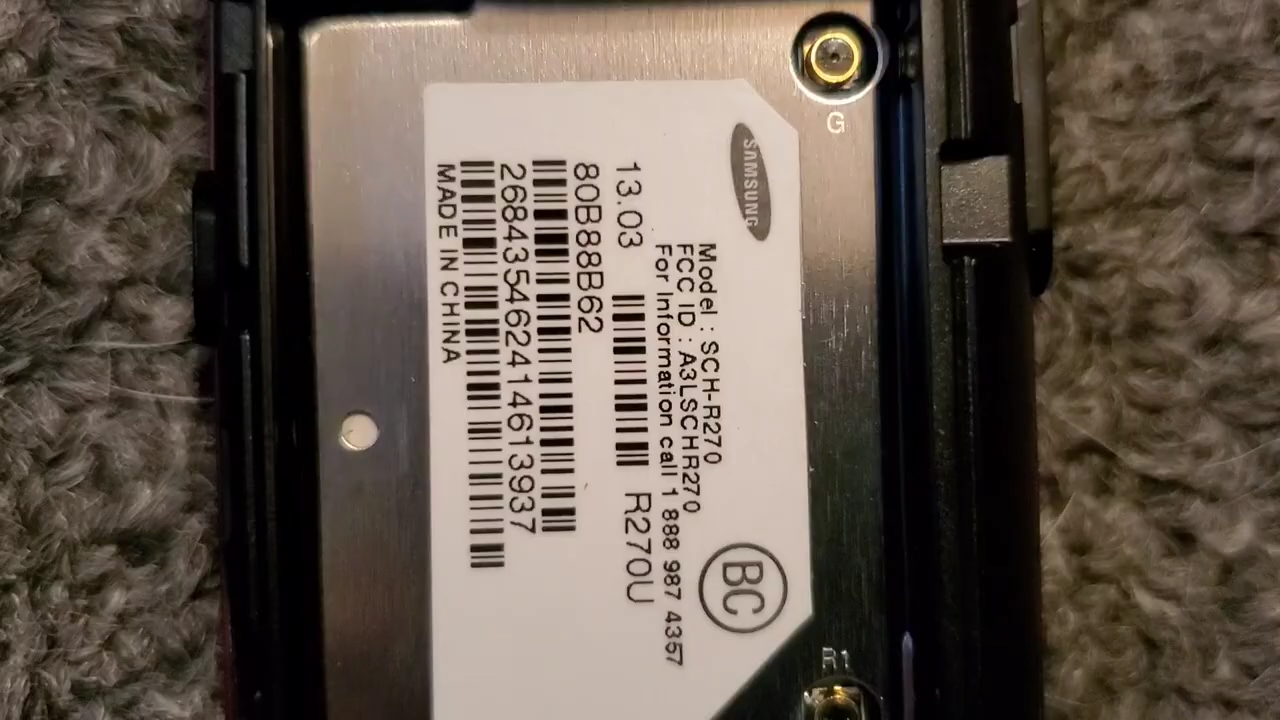 G
SAMSUNG
Model : SCH-R270
FCC ID : A3LSCHR270
For Information call 1 888 987 4357
BC
13.03 R270U
80B88B62
268435462414613937
MADE IN CHINA
R1